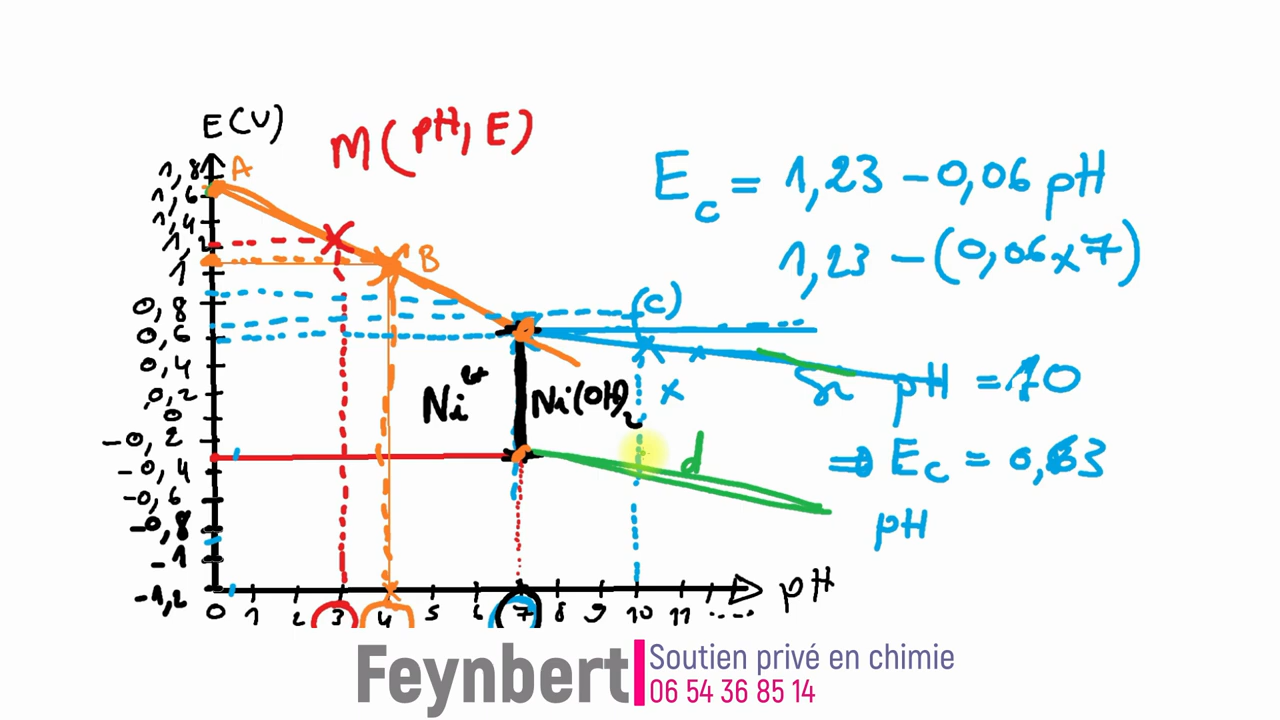 E(V)
M(pH, E)
1,8
A
1,6
1,4
1,2
1
B
0,8
0,6
0,4
0,2
0
-0,2
-0,4
-0,6
-0,8
-1
-1,2
(c)
Ni
Ni(OH)2
x
d
Ec = 1,23 - 0,06 pH
1,23 - (0,06x7)
pH = 10
⇒ Ec = 0,63
pH
0 1 2 3 4 5 6 7 8 9 10 11 ....
pH
Feynbert
Soutien privé en chimie
06 54 36 85 14